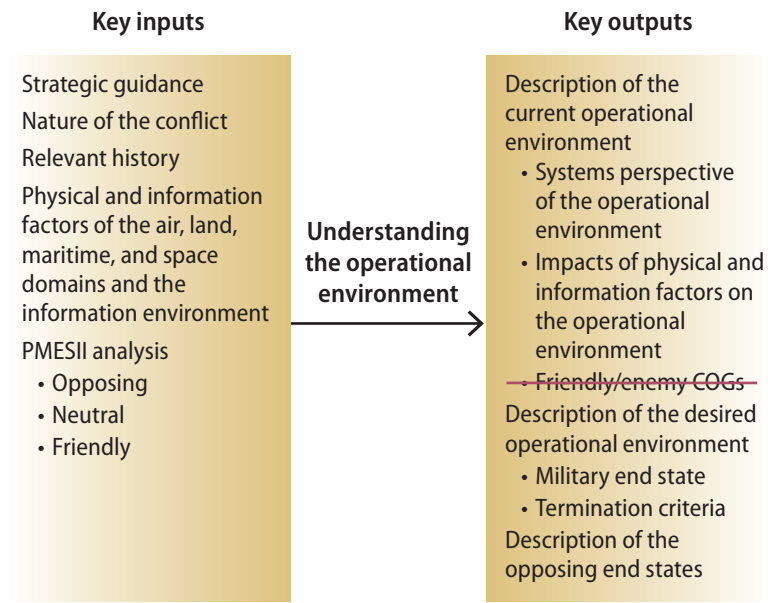 Key inputs
Strategic guidance
Nature of the conflict
Relevant history
Physical and information
factors of the air, land,
maritime, and space
domains and the
information environment
PMESII analysis
• Opposing
• Neutral
• Friendly
Understanding
the operational
environment
Key outputs
Description of the
current operational
environment
• Systems perspective
of the operational
environment
• Impacts of physical and
information factors on
the operational
environment
• Friendly/enemy COGs
Description of the desired
operational environment
• Military end state
• Termination criteria
Description of the
opposing end states